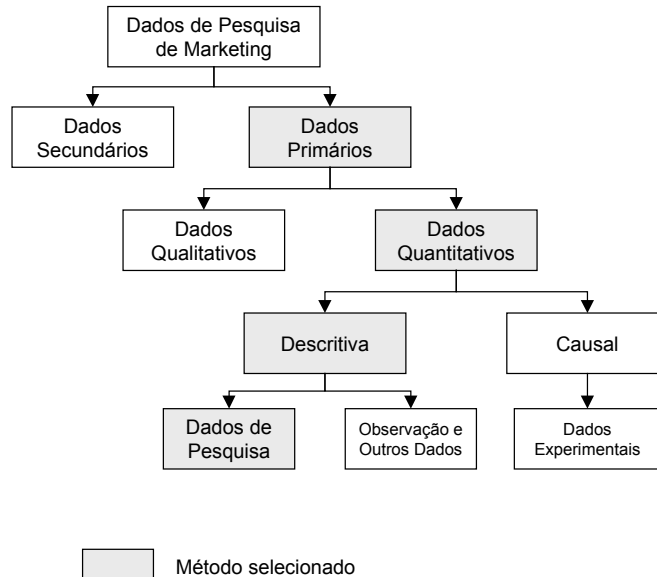 Dados de Pesquisa
de Marketing
Dados
Secundários
Dados
Primários
Dados
Qualitativos
Dados
Quantitativos
Descritiva
Causal
Dados de
Pesquisa
Observação e
Outros Dados
Dados
Experimentais
Método selecionado